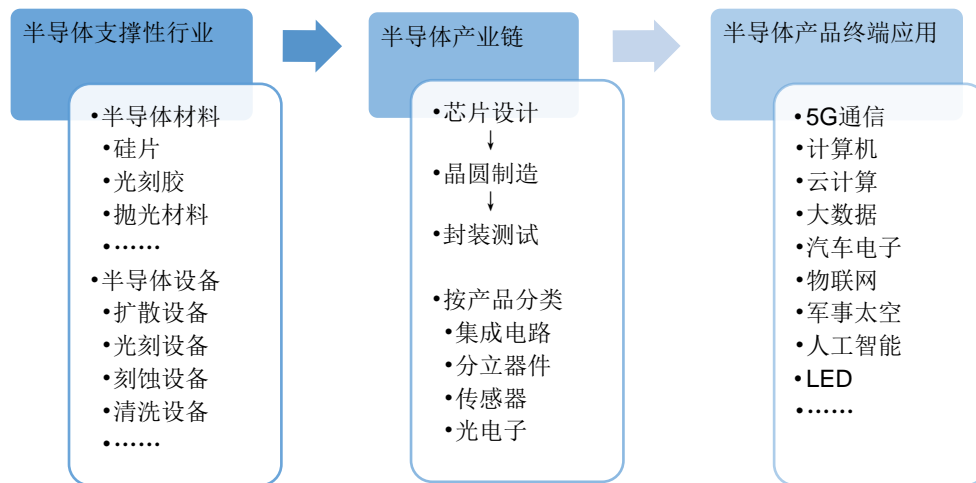 半导体支撑性行业
•半导体材料
•硅片
•光刻胶
•抛光材料
•……
•半导体设备
•扩散设备
•光刻设备
•刻蚀设备
•清洗设备
•……
半导体产业链
•芯片设计
↓
•晶圆制造
↓
•封装测试
•按产品分类
•集成电路
•分立器件
•传感器
•光电子
半导体产品终端应用
•5G通信
•计算机
•云计算
•大数据
•汽车电子
•物联网
•军事太空
•人工智能
•LED
•……